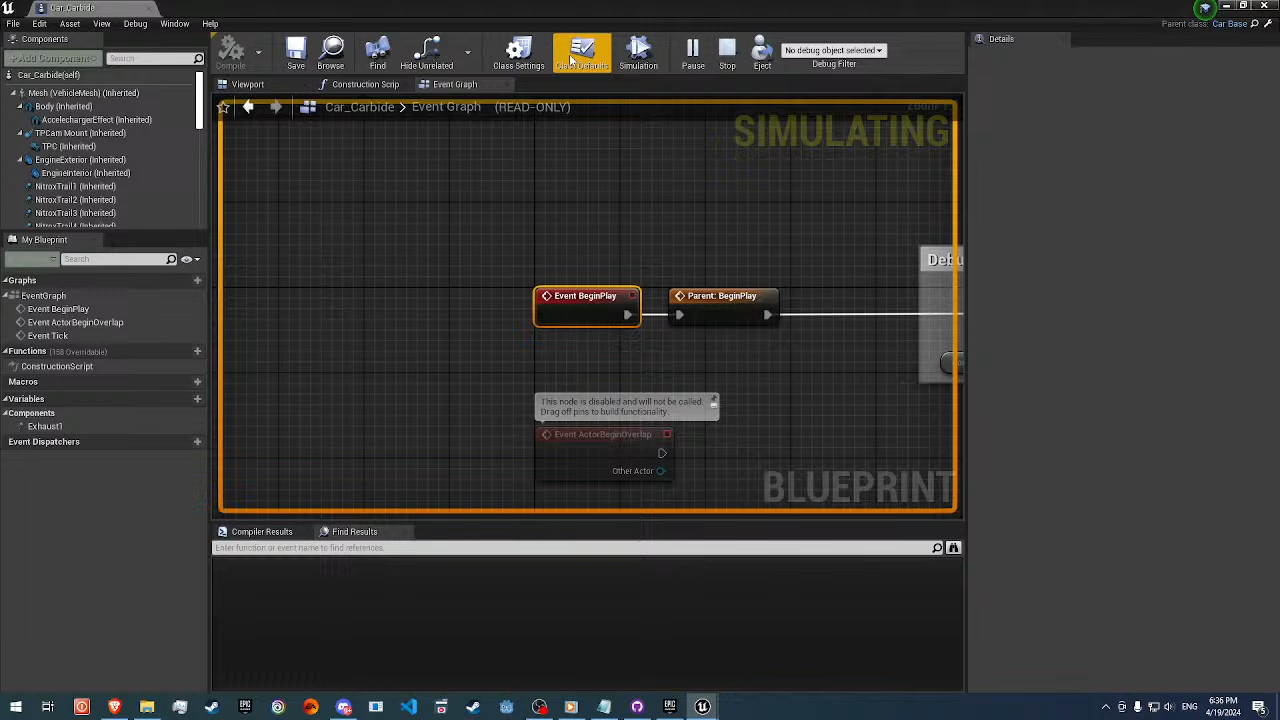 Car_Carbide
File Edit Asset View Debug Window Help
Parent class: Car Base
Components
+Add Component
Search
Compile
Save
Browse
Find
Hide Unrelated
Class Settings
Class Defaults
Simulation
Pause
Stop
Eject
No debug object selected
Debug Filter
Details
Car_Carbide(self)
Mesh (VehicleMesh) (Inherited)
Body (Inherited)
AccelechargerEffect (Inherited)
TPCam Mount (Inherited)
TPC (Inherited)
EngineExterior (Inherited)
EngineInterior (Inherited)
NitroxTrail1 (Inherited)
NitroxTrail2 (Inherited)
NitroxTrail3 (Inherited)
NitroxTrail4 (Inherited)
Viewport
Construction Scrip
Event Graph
Car_Carbide > Event Graph (READ-ONLY)
SIMULATING
My Blueprint
Search
Graphs
EventGraph
Event BeginPlay
Event ActorBeginOverlap
Event Tick
Functions (158 Overridable)
ConstructionScript
Macros
Variables
Components
Exhaust1
Event Dispatchers
Debu
Event BeginPlay
Parent: BeginPlay
This node is disabled and will not be called.
Drag off pins to build functionality.
Event ActorBeginOverlap
Other Actor
BLUEPRINT
Compiler Results
Find Results
Enter function or event name to find references.
ENG
6:36 PM
4/19/2024